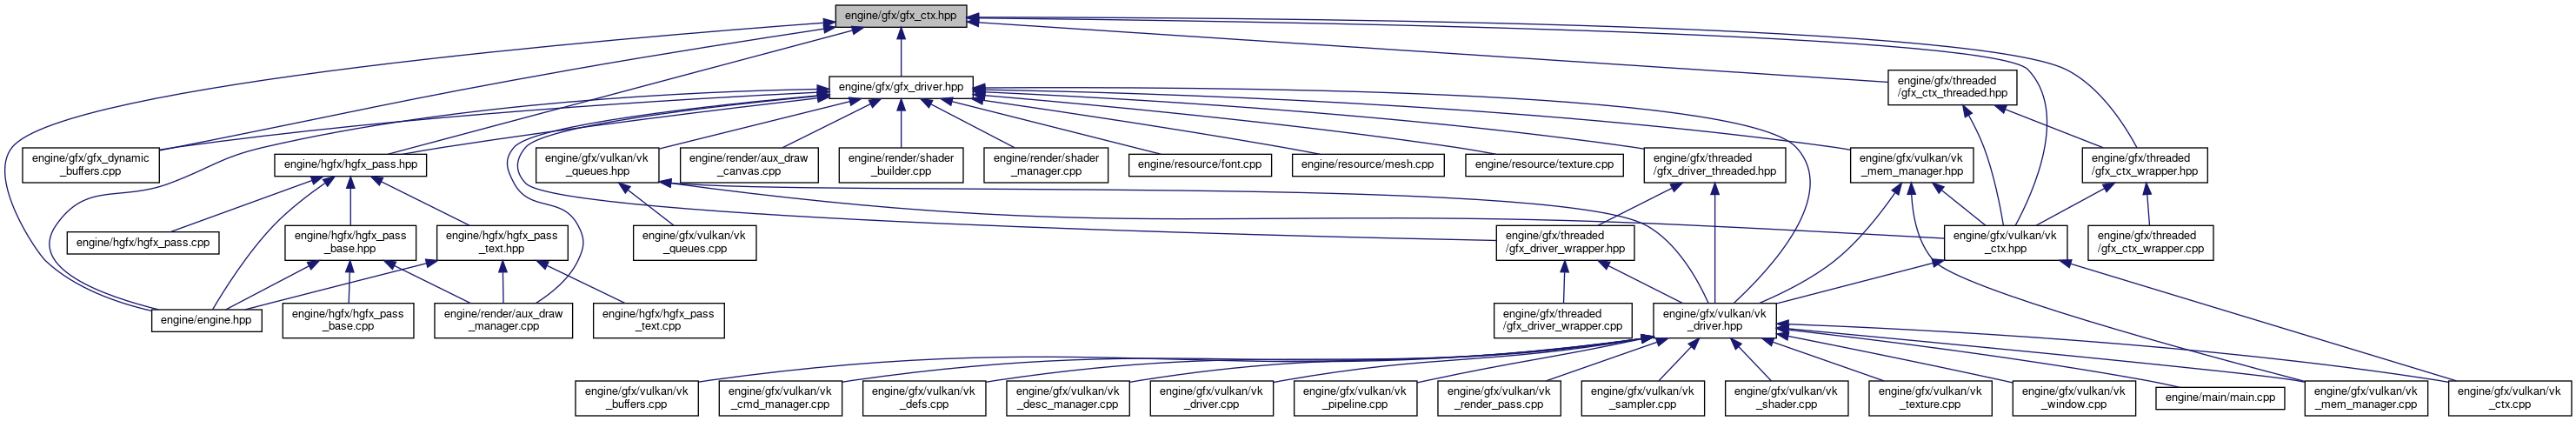 engine/gfx/gfx_ctx.hpp
engine/gfx/gfx_driver.hpp
engine/gfx/threaded
/gfx_ctx_threaded.hpp
engine/gfx/gfx_dynamic
_buffers.cpp
engine/hgfx/hgfx_pass.hpp
engine/gfx/vulkan/vk
_queues.hpp
engine/render/aux_draw
_canvas.cpp
engine/render/shader
_builder.cpp
engine/render/shader
_manager.cpp
engine/resource/font.cpp
engine/resource/mesh.cpp
engine/resource/texture.cpp
engine/gfx/threaded
/gfx_driver_threaded.hpp
engine/gfx/vulkan/vk
_mem_manager.hpp
engine/gfx/threaded
/gfx_ctx_wrapper.hpp
engine/hgfx/hgfx_pass.cpp
engine/hgfx/hgfx_pass
_base.hpp
engine/hgfx/hgfx_pass
_text.hpp
engine/gfx/vulkan/vk
_queues.cpp
engine/gfx/threaded
/gfx_driver_wrapper.hpp
engine/gfx/vulkan/vk
_ctx.hpp
engine/gfx/threaded
/gfx_ctx_wrapper.cpp
engine/engine.hpp
engine/hgfx/hgfx_pass
_base.cpp
engine/render/aux_draw
_manager.cpp
engine/hgfx/hgfx_pass
_text.cpp
engine/gfx/threaded
/gfx_driver_wrapper.cpp
engine/gfx/vulkan/vk
_driver.hpp
engine/gfx/vulkan/vk
_buffers.cpp
engine/gfx/vulkan/vk
_cmd_manager.cpp
engine/gfx/vulkan/vk
_defs.cpp
engine/gfx/vulkan/vk
_desc_manager.cpp
engine/gfx/vulkan/vk
_driver.cpp
engine/gfx/vulkan/vk
_pipeline.cpp
engine/gfx/vulkan/vk
_render_pass.cpp
engine/gfx/vulkan/vk
_sampler.cpp
engine/gfx/vulkan/vk
_shader.cpp
engine/gfx/vulkan/vk
_texture.cpp
engine/gfx/vulkan/vk
_window.cpp
engine/main/main.cpp
engine/gfx/vulkan/vk
_mem_manager.cpp
engine/gfx/vulkan/vk
_ctx.cpp